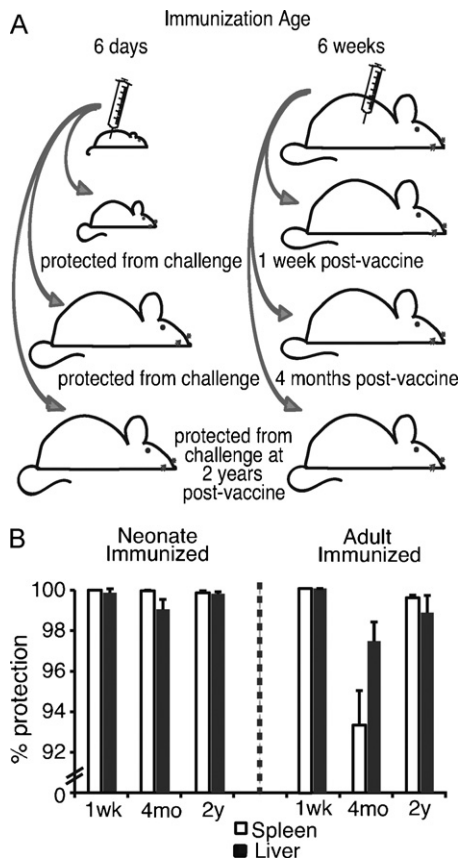 A
Immunization Age
6 days
6 weeks
protected from challenge
1 week post-vaccine
protected from challenge
4 months post-vaccine
protected from
challenge at
2 years
post-vaccine
B
Neonate
Immunized
Adult
Immunized
% protection
100
98
96
94
92
0
1wk 4mo 2y
1wk 4mo 2y
Spleen
Liver